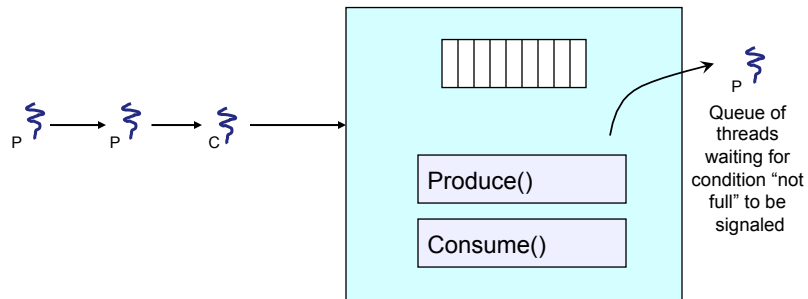 P
P
C
Produce()
Consume()
P
Queue of
threads
waiting for
condition “not
full” to be
signaled